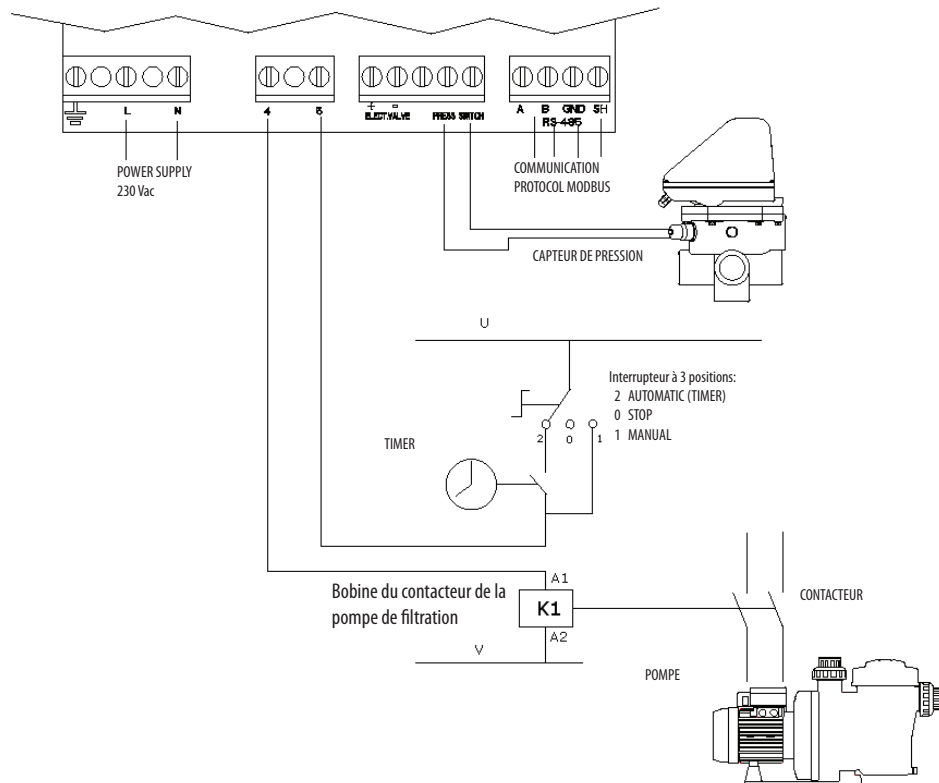 L N 4 5 + - ELECT.VALVE PRESS SWITCH A B GND SH
RS-485
POWER SUPPLY
230 Vac
COMMUNICATION
PROTOCOL MODBUS
CAPTEUR DE PRESSION
U
Interrupteur à 3 positions:
2 AUTOMATIC (TIMER)
0 STOP
1 MANUAL
2 0 1
TIMER
A1
Bobine du contacteur de la
pompe de filtration
K1
A2
V
CONTACTEUR
POMPE